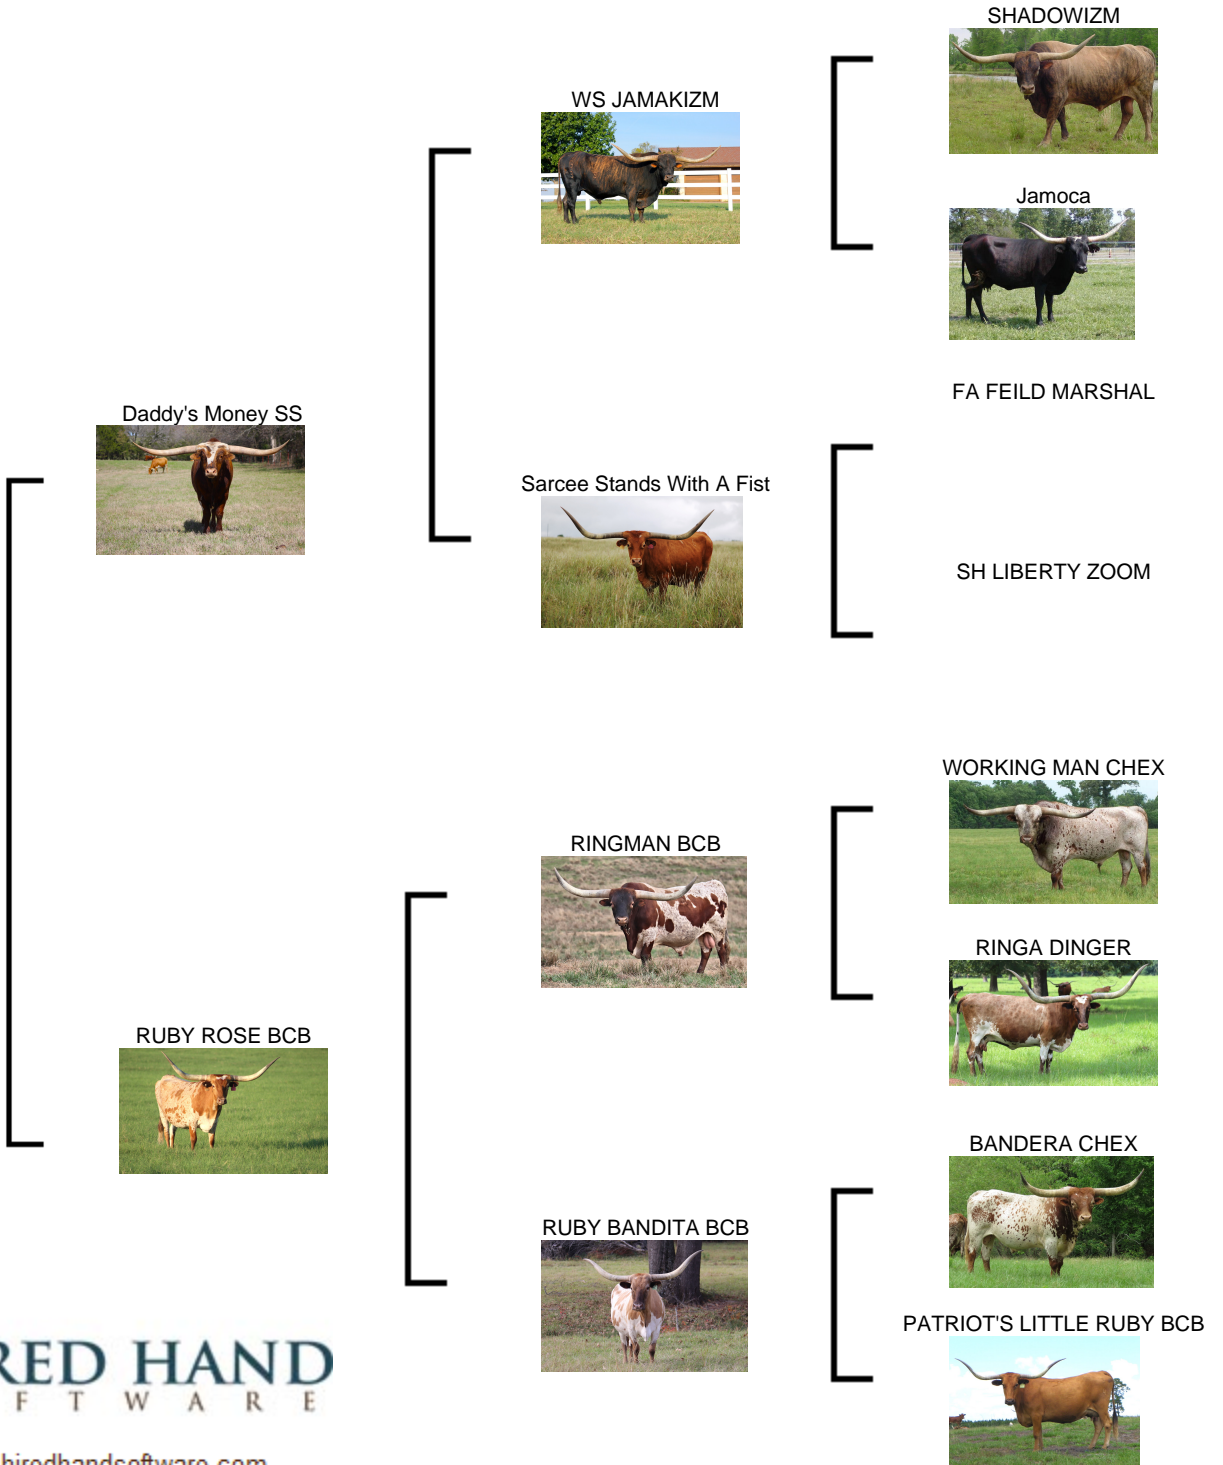 SHADOWIZM
WS JAMAKIZM
Jamoca
FA FEILD MARSHAL
Daddy's Money SS
Sarcee Stands With A Fist
SH LIBERTY ZOOM
WORKING MAN CHEX
RINGMAN BCB
RINGA DINGER
RUBY ROSE BCB
BANDERA CHEX
RUBY BANDITA BCB
PATRIOT'S LITTLE RUBY BCB
RED HAND
F T W A R E
hiredhandsoftware.com